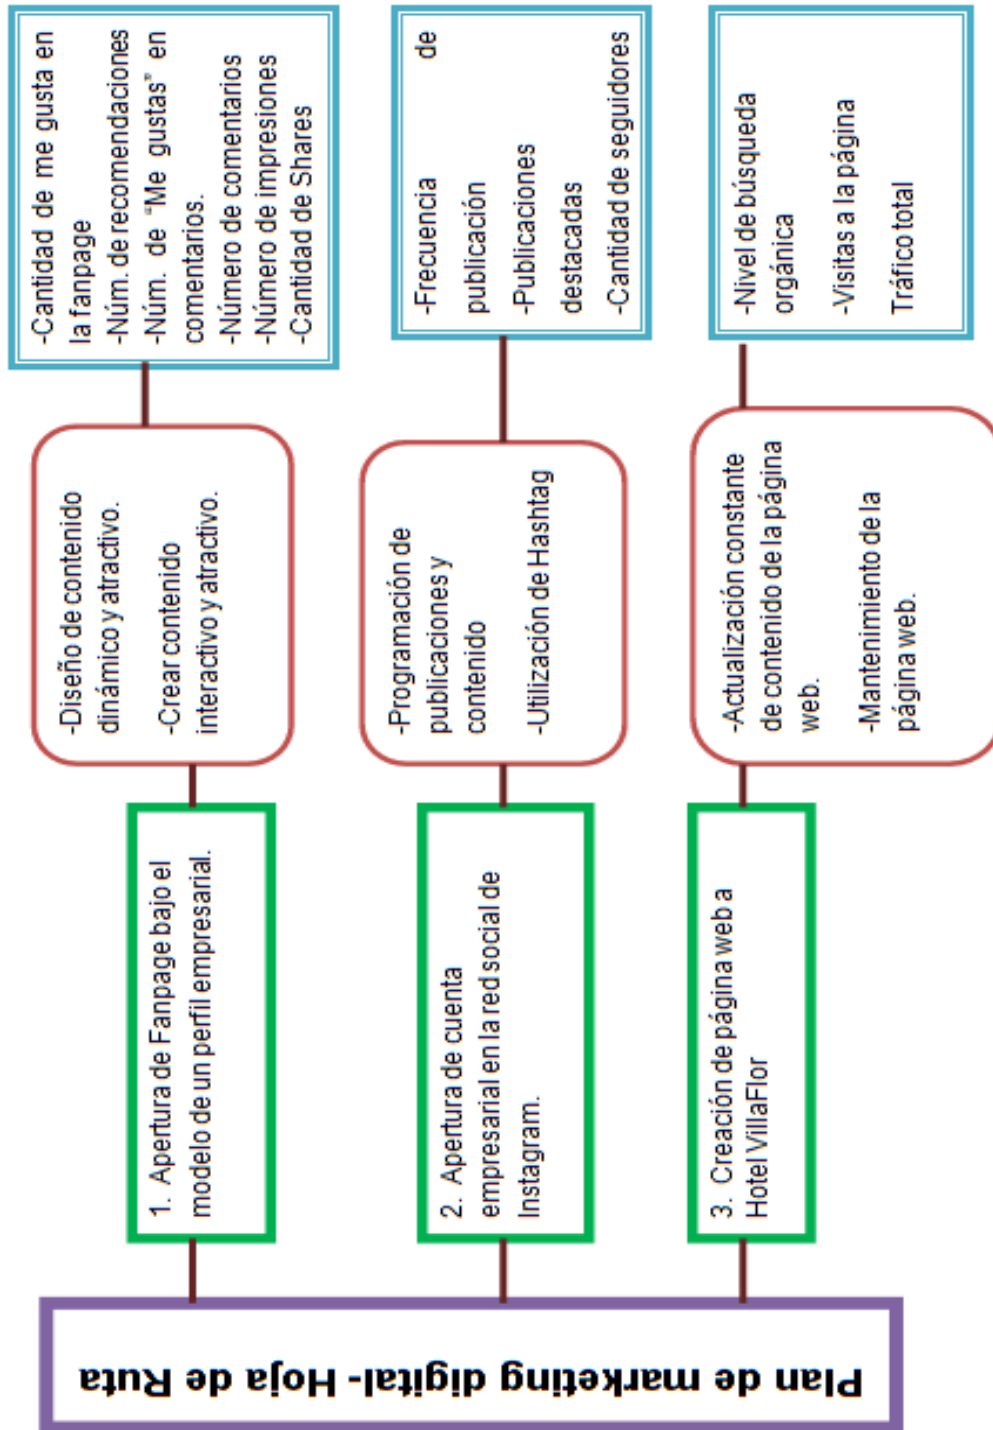 Plan de marketing digital- Hoja de Ruta
1. Apertura de Fanpage bajo el
modelo de un perfil empresarial.
-Diseño de contenido
dinámico y atractivo.
-Crear contenido
interactivo y atractivo.
-Cantidad de me gusta en
la fanpage
-Núm. de recomendaciones
-Núm. de “Me gustas” en
comentarios.
-Número de comentarios
-Número de impresiones
-Cantidad de Shares
2. Apertura de cuenta
empresarial en la red social de
Instagram.
-Programación de
publicaciones y
contenido
-Utilización de Hashtag
-Frecuencia de
publicación
-Publicaciones
destacadas
-Cantidad de seguidores
3. Creación de página web a
Hotel VillaFlor
-Actualización constante
de contenido de la página
web.
-Mantenimiento de la
página web.
-Nivel de búsqueda
orgánica
-Visitas a la página
Tráfico total